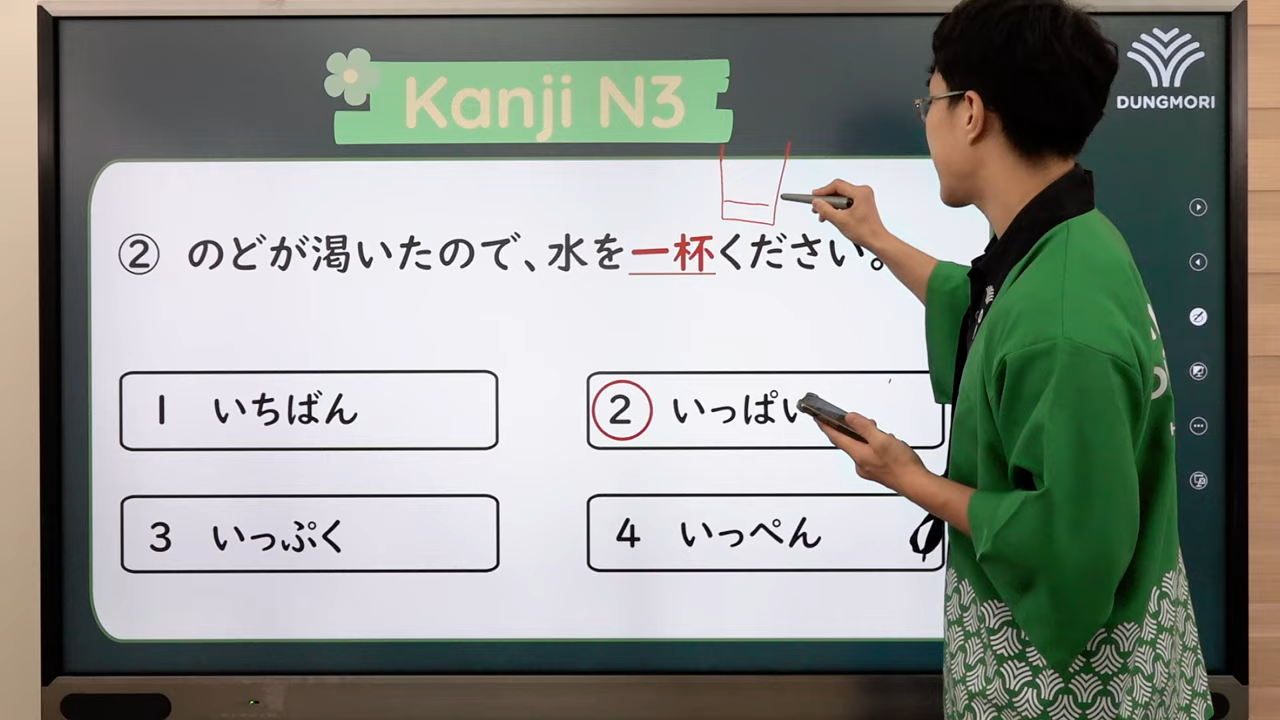 Kanji N3
DUNGMORI
② のどが渇いたので、水を一杯ください。
1 いちばん
2 いっぱい
3 いっぷく
4 いっぺん